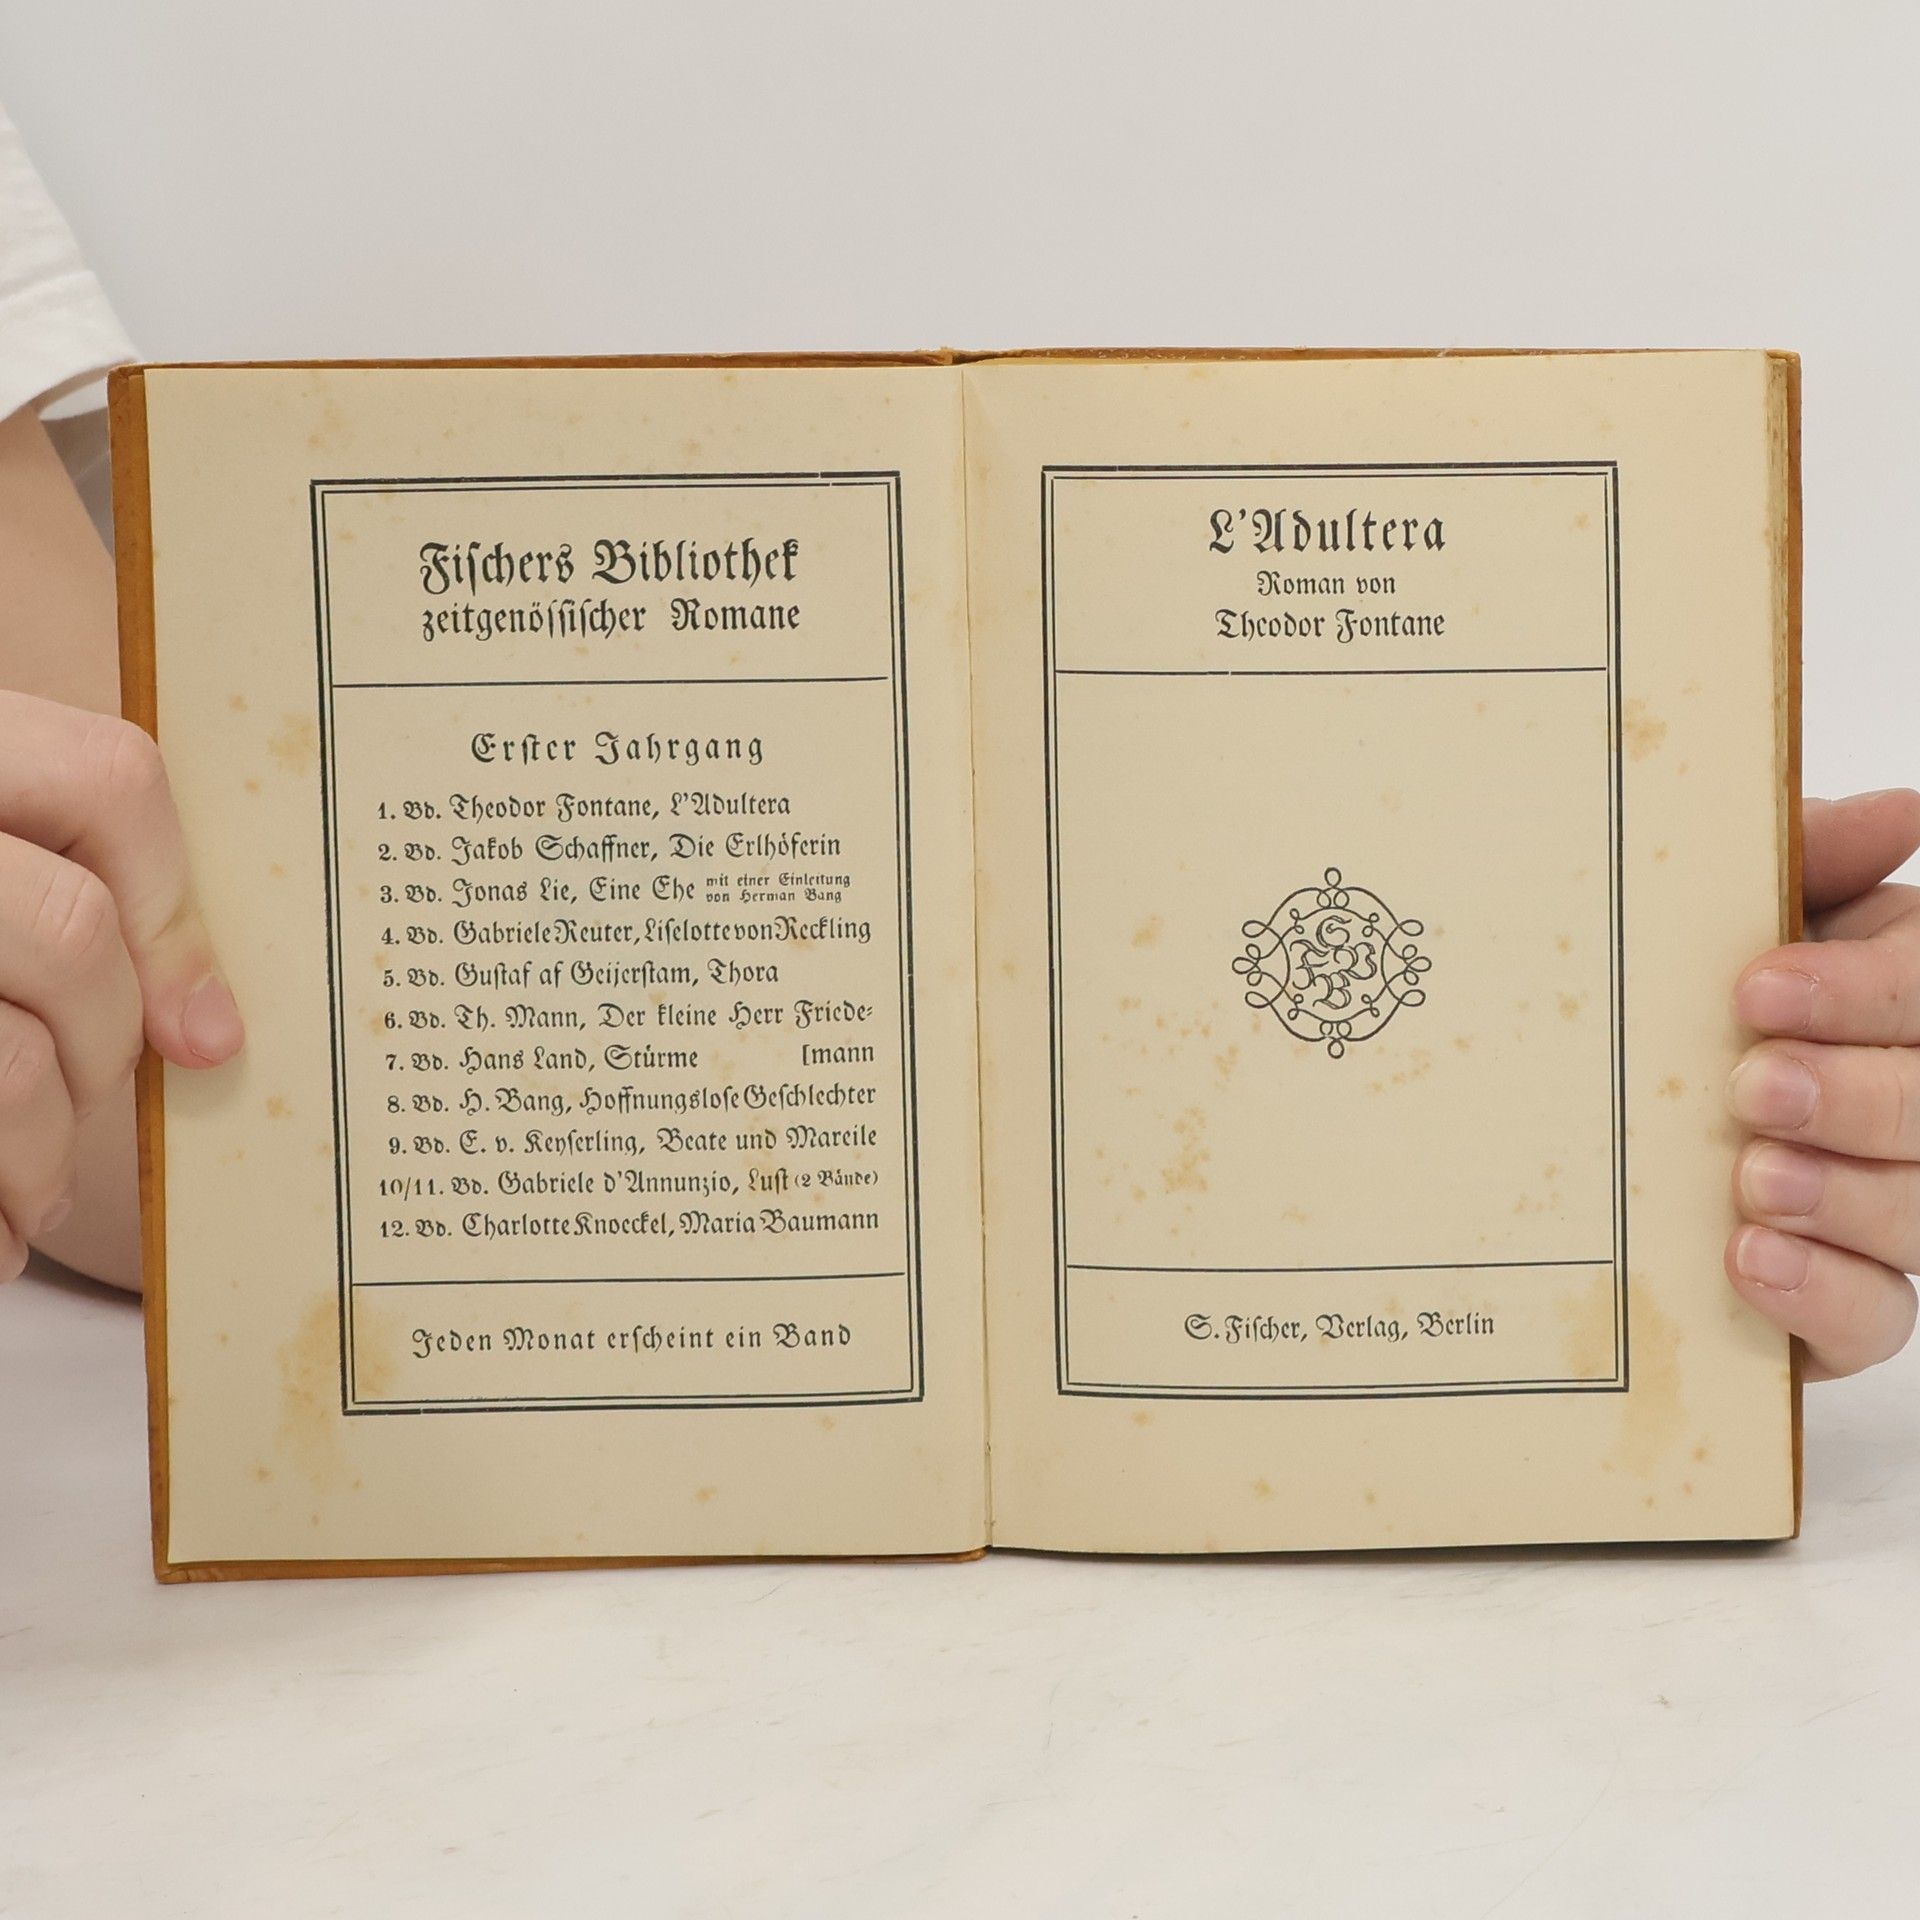 Fiſchers Bibliothek
zeitgenöſſiſcher Romane
Erſter Jahrgang
1. Bd. Theodor Fontane, L'Adultera
2. Bd. Jakob Schaffner, Die Erlhöferin
3. Bd. Jonas Lie, Eine Ehe mit einer Einleitung
von Herman Bang
4. Bd. Gabriele Reuter, Liſelotte von Reckling
5. Bd. Guſtaf af Geijerſtam, Thora
6. Bd. Th. Mann, Der kleine Herr Friede-
7. Bd. Hans Land, Stürme [mann
8. Bd. H. Bang, Hoffnungsloſe Geſchlechter
9. Bd. E. v. Keyſerling, Beate und Mareile
10/11. Bd. Gabriele d'Annunzio, Luſt (2 Bände)
12. Bd. Charlotte Knoeckel, Maria Baumann
Jeden Monat erſcheint ein Band
L'Adultera
Roman von
Theodor Fontane
S
F V
B
S. Fiſcher, Verlag, Berlin